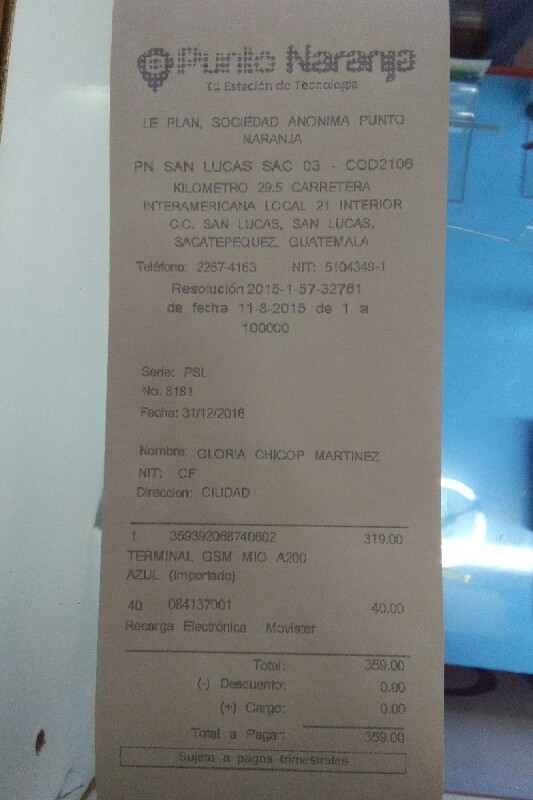 Punto Naranja
Tu Estación de Tecnología
LE PLAN, SOCIEDAD ANONIMA PUNTO
NARANJA
PN SAN LUCAS SAC 03 - COD2106
KILOMETRO 29.5 CARRETERA
INTERAMERICANA LOCAL 21 INTERIOR
C.C. SAN LUCAS, SAN LUCAS,
SACATEPEQUEZ, GUATEMALA
Teléfono: 2267-4163 NIT: 5104349-1
Resolución 2015-1-57-32761
de fecha 11-8-2015 de 1 a
100000
Serie: PSL
No. 8181
Fecha: 31/12/2016
Nombre: GLORIA CHICOP MARTINEZ
NIT: CF
Direccion: CIUDAD
1 359392068740602 319.00
TERMINAL GSM MIO A200
AZUL (Importado)
40 084137001 40.00
Recarga Electrónica Movistar
Total: 359.00
(-) Descuento: 0.00
(+) Cargo: 0.00
Total a Pagar: 359.00
Sujeto a pagos trimestrales